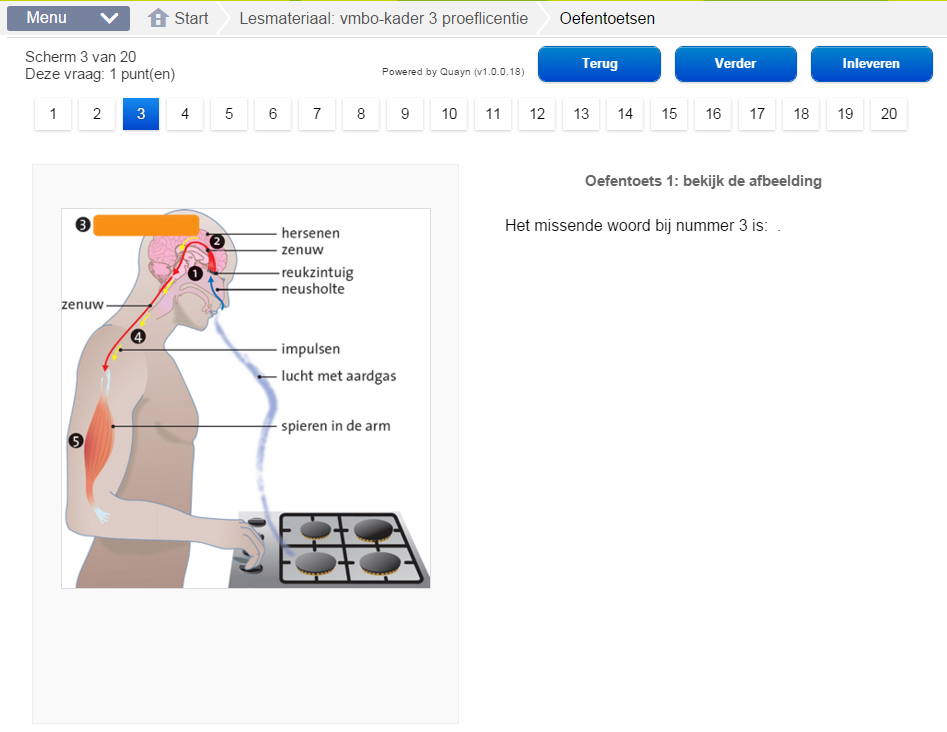 Menu
Start
Lesmateriaal: vmbo-kader 3 proeflicentie
Oefentoetsen
Scherm 3 van 20
Deze vraag: 1 punt(en)
Powered by Quayn (v1.0.0.18)
Terug
Verder
Inleveren
1 2 3 4 5 6 7 8 9 10 11 12 13 14 15 16 17 18 19 20
3
2
hersenen
zenuw
1
reukzintuig
neusholte
zenuw
4
impulsen
lucht met aardgas
spieren in de arm
5
Oefentoets 1: bekijk de afbeelding
Het missende woord bij nummer 3 is: .